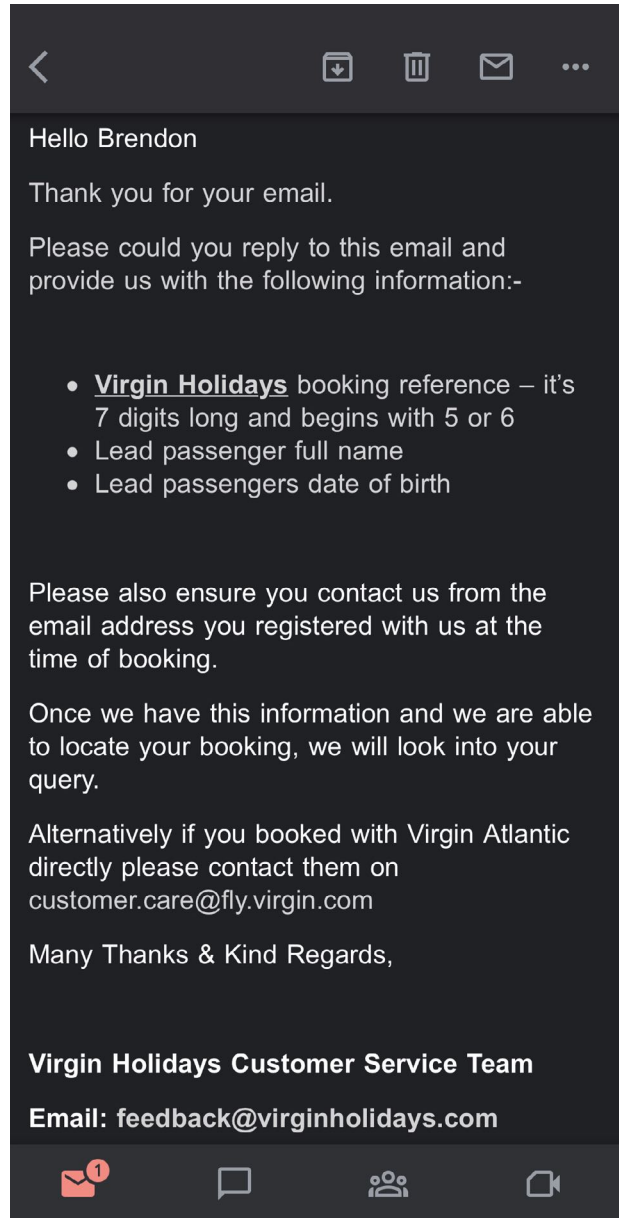 Hello Brendon
Thank you for your email.
Please could you reply to this email and
provide us with the following information:-
• Virgin Holidays booking reference – it's
7 digits long and begins with 5 or 6
• Lead passenger full name
• Lead passengers date of birth
Please also ensure you contact us from the
email address you registered with us at the
time of booking.
Once we have this information and we are able
to locate your booking, we will look into your
query.
Alternatively if you booked with Virgin Atlantic
directly please contact them on
customer.care@fly.virgin.com
Many Thanks & Kind Regards,
Virgin Holidays Customer Service Team
Email: feedback@virginholidays.com
1